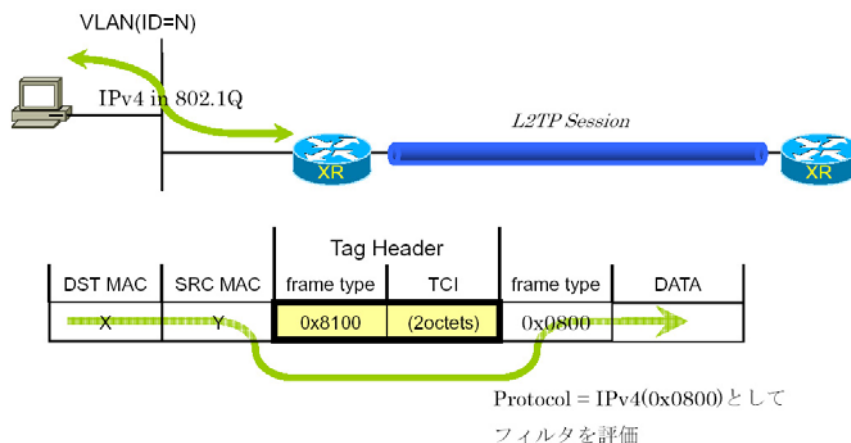 VLAN(ID=N)
IPv4 in 802.1Q
L2TP Session
XR
XR
Tag Header
DST MAC SRC MAC frame type TCI frame type DATA
X Y 0x8100 (2octets) 0x0800
Protocol = IPv4(0x0800)として
フィルタを評価